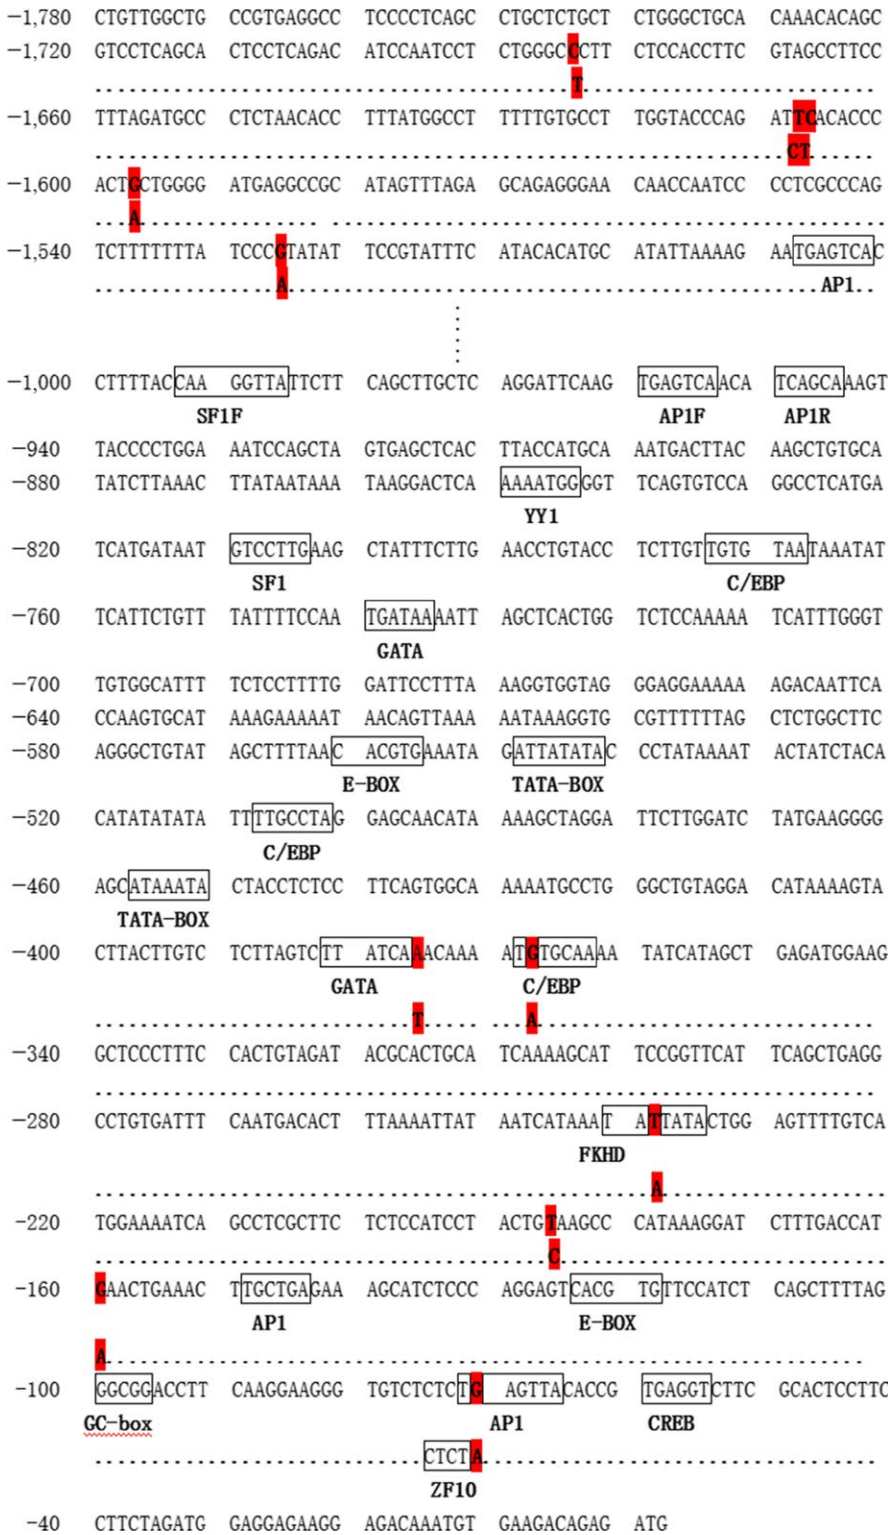 −1,780 CTGTTGGCTG CCGTGAGGCC TCCCCTCAGC CTGCTCTGCT CTGGGCTGCA CAAACACAGC
−1,720 GTCCTCAGCA CTCCTCAGAC ATCCAATCCT CTGGGCCCTT CTCCACCTTC GTAGCCTTCC
T
−1,660 TTTAGATGCC CTCTAACACC TTTATGGCCT TTTTGTGCCT TGGTACCCAG ATTTCACACCC
CT
−1,600 ACTGCTGGGG ATGAGGCCGC ATAGTTTAGA GCAGAGGGAA CAACCAATCC CCTCGCCCAG
A
−1,540 TCTTTTTTTA TCCCGTATAT TCCGTATTTC ATACACATGC ATATTAAAAG AATGAGTCAC
AP1
A
−1,000 CTTTTACCAA GGTTATTCTT CAGCTTGCTC AGGATTCAAG TGAGTCAACA TCAGCAAAGT
SF1F AP1F AP1R
−940 TACCCCTGGA AATCCAGCTA GTGAGCTCAC TTACCATGCA AATGACTTAC AAGCTGTGCA
−880 TATCTTAAAC TTATAATAAA TAAGGACTCA AAAATGGGGT TCAGTGTCCA GGCCTCATGA
YY1
−820 TCATGATAAT GTCCTTGAAG CTATTTCTTG AACCTGTACC TCTTGTTGTG TAATAAATAT
SF1 C/EBP
−760 TCATTCTGTT TATTTTCCAA TGATAAAATT AGCTCACTGG TCTCCAAAAA TCATTTGGGT
GATA
−700 TGTGGCATTT TCTCCTTTTG GATTCCTTTA AAGGTGGTAG GGAGGAAAAA AGACAATTCA
−640 CCAAGTGCAT AAAGAAAAAT AACAGTTAAA AATAAAGGTG CGTTTTTTAG CTCTGGCTTC
−580 AGGGCTGTAT AGCTTTTAAC ACGTGAAATA GATTATATAC CCTATAAAAT ACTATCTACA
E-BOX TATA-BOX
−520 CATATATATA TTTTGCCTAG GAGCAACATA AAAGCTAGGA TTCTTGGATC TATGAAGGGG
C/EBP
−460 AGCATAAATA CTACCTCTCC TTCAGTGGCA AAAATGCCTG GGCTGTAGGA CATAAAAGTA
TATA-BOX
−400 CTTACTTGTC TCTTAGTCTT ATCAAACAAA ATGTGCAAAA TATCATAGCT GAGATGGAAG
GATA C/EBP
T A
−340 GCTCCCTTTC CACTGTAGAT ACGCACTGCA TCAAAAGCAT TCCGGTTCAT TCAGCTGAGG
−280 CCTGTGATTT CAATGACACT TTAAAATTAT AATCATAAAT ATTATACTGG AGTTTTGTCA
FKHD
A
−220 TGGAAAATCA GCCTCGCTTC TCTCCATCCT ACTGTAAGCC CATAAAGGAT CTTTGACCAT
C
−160 GAACTGAAAC TTGCTGAGAA AGCATCTCCC AGGAGTCACG TGTTCCATCT CAGCTTTTAG
AP1 E-BOX
A
−100 GGCGGACCTT CAAGGAAGGG TGTCTCTCTG AGTTACACCG TGAGGTCTTC GCACTCCTTC
GC-box AP1 CREB
CTCTA
ZF10
−40 CTTCTAGATG GAGGAGAAGG AGACAAATGT GAAGACAGAG ATG